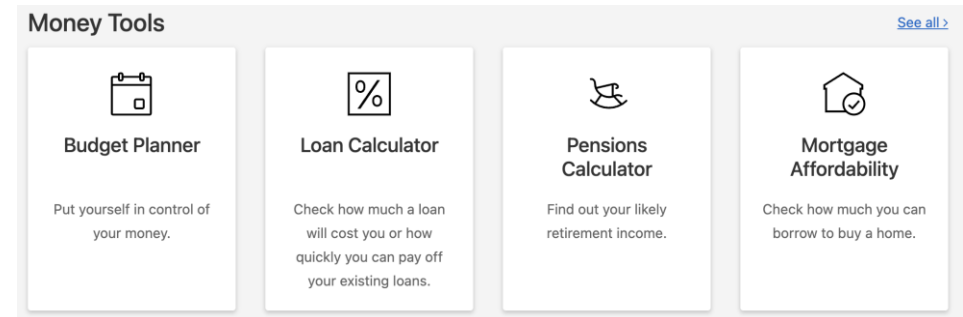 Money Tools
See all >
Budget Planner
Put yourself in control of
your money.
Loan Calculator
Check how much a loan
will cost you or how
quickly you can pay off
your existing loans.
Pensions
Calculator
Find out your likely
retirement income.
Mortgage
Affordability
Check how much you can
borrow to buy a home.